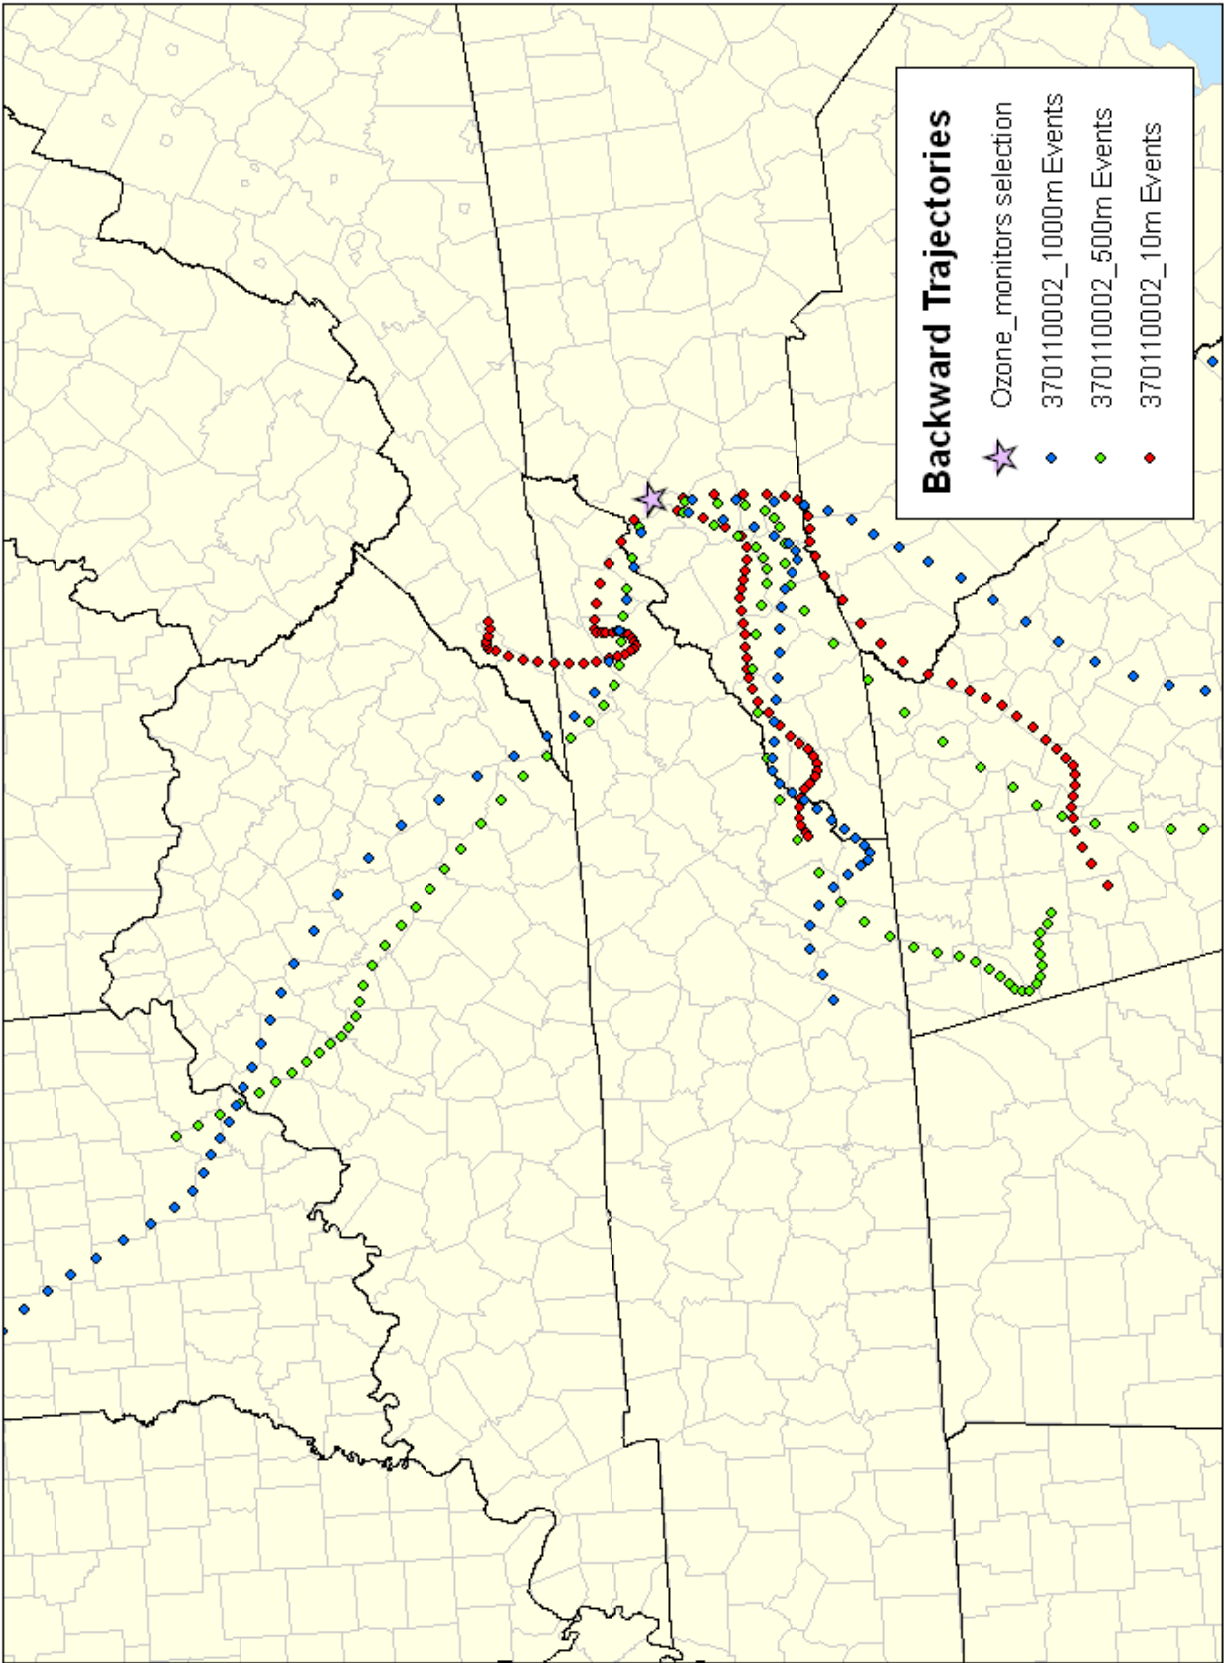 Backward Trajectories
Ozone_monitors selection
370110002_1000m Events
370110002_500m Events
370110002_10m Events